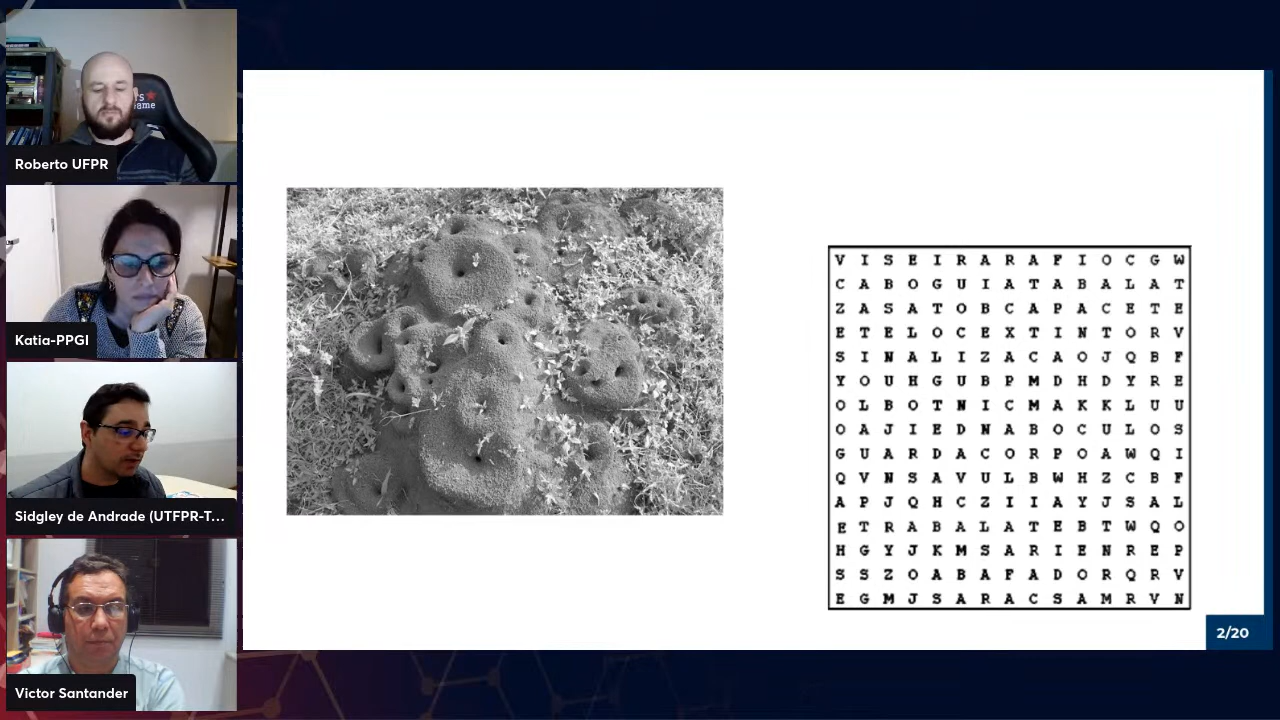 Roberto UFPR
Katia-PPGI
Sidgley de Andrade (UTFPR-T...
Victor Santander
V I S E I R A R A F I O C G W
C A B O G U I A T A B A L A T
Z A S A T O B C A P A C E T E
E T E L O C E X T I N T O R V
S I N A L I Z A C A O J Q B F
Y O U H G U B P M D H D Y R E
O L B O T N I C M A K K L U U
O A J I E D N A B O C U L O S
G U A R D A C O R P O A W Q I
Q V N S A V U L B W H Z C B F
A P J Q H C Z I I A Y J S A L
E T R A B A L A T E B T W Q O
H G Y J K M S A R I E N R E P
S S Z O A B A F A D O R Q R V
E G M J S A R A C S A M R V N
2/20